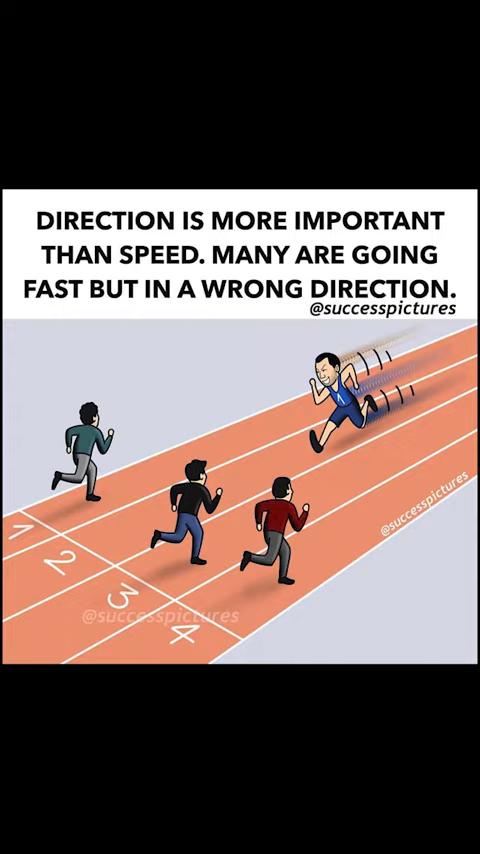 DIRECTION IS MORE IMPORTANT
THAN SPEED. MANY ARE GOING
FAST BUT IN A WRONG DIRECTION.
@successpictures
@successpictures
1
2
3
@successpictures
4